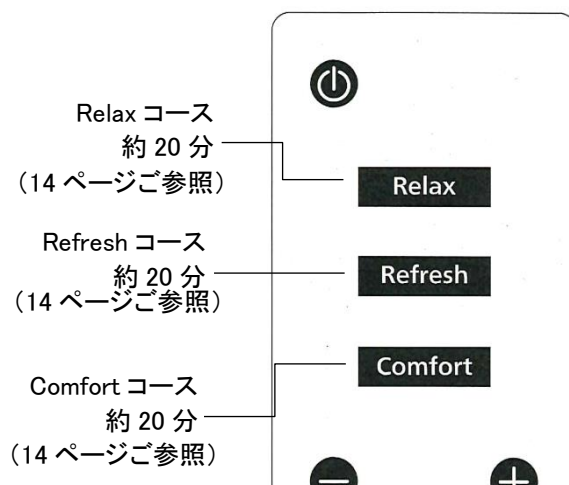 Relax コース
約 20 分
（14 ページご参照）
Relax
Refresh コース
約 20 分
（14 ページご参照）
Refresh
Comfort コース
約 20 分
（14 ページご参照）
Comfort